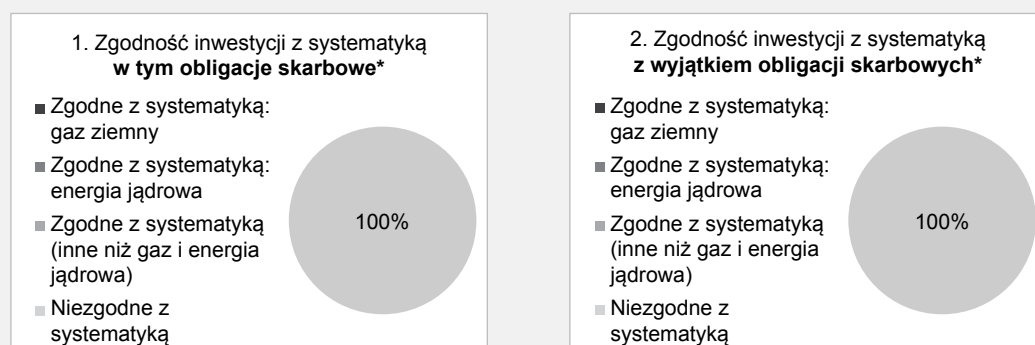 1. Zgodność inwestycji z systematyką
w tym obligacje skarbowe*
Zgodne z systematyką:
gaz ziemny
Zgodne z systematyką:
energia jądrowa
Zgodne z systematyką
(inne niż gaz i energia
jądrowa)
Niezgodne z
systematyką
100%
2. Zgodność inwestycji z systematyką
z wyjątkiem obligacji skarbowych*
Zgodne z systematyką:
gaz ziemny
Zgodne z systematyką:
energia jądrowa
Zgodne z systematyką
(inne niż gaz i energia
jądrowa)
Niezgodne z
systematyką
100%